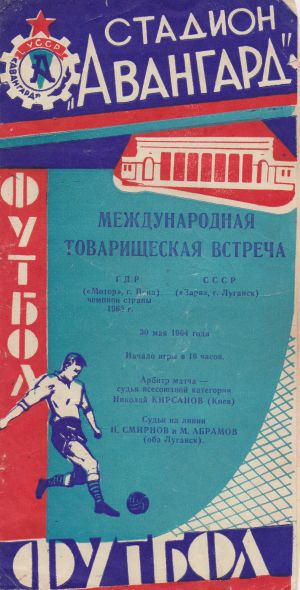 УССР
АВАНГАРД
А
СТАДИОН
"АВАНГАРД"
ФУТБОЛ
МЕЖДУНАРОДНАЯ
ТОВАРИЩЕСКАЯ ВСТРЕЧА
ГДР СССР
(«Мотор», г. Йена) («Заря», г. Луганск)
чемпион страны
1963 г.
30 мая 1964 года
Начало игры в 18 часов.
Арбитр матча —
судья всесоюзной категории
Николай КИРСАНОВ (Киев)
Судьи на линии
Н. СМИРНОВ и М. АБРАМОВ
(оба Луганск).
ФУТБОЛ